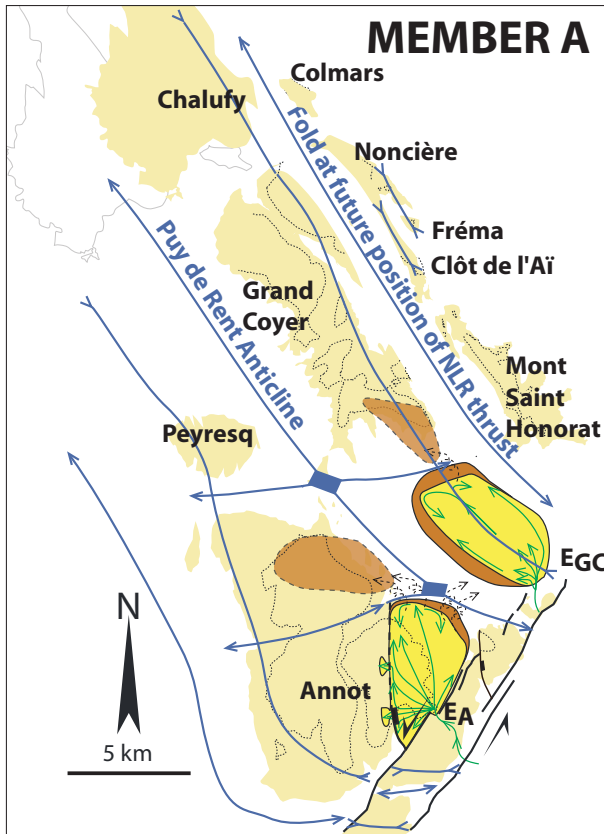 MEMBER A
Colmars
Chalufy
Noncière
Fold at future position of NLR thrust
Puy de Rent Anticline
Fréma
Clôt de l'Aï
Grand
Coyer
Mont
Saint
Honorat
Peyresq
EGC
N
Annot
EA
5 km